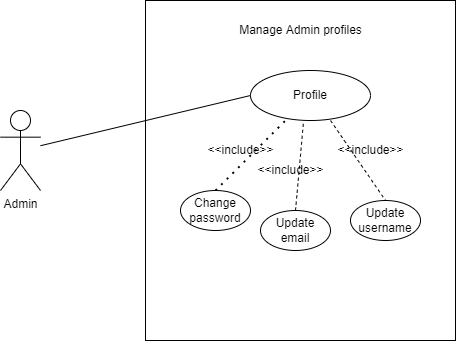 Manage Admin profiles
Profile
<<include>>
<<include>>
<<include>>
Admin
Change
password
Update
email
Update
username